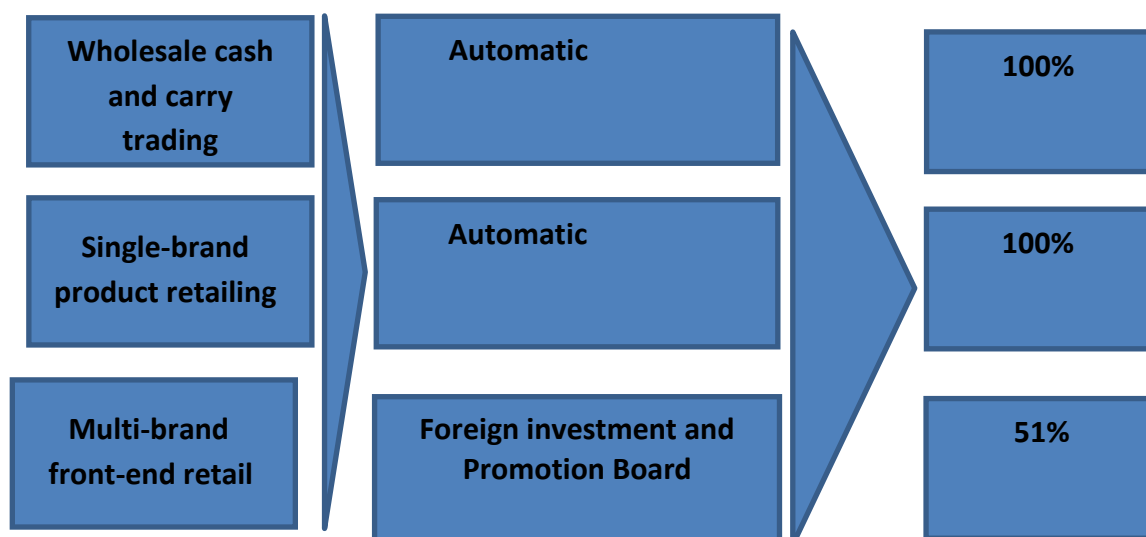 Wholesale cash
and carry
trading
Automatic
100%
Single-brand
product retailing
Automatic
100%
Multi-brand
front-end retail
Foreign investment and
Promotion Board
51%